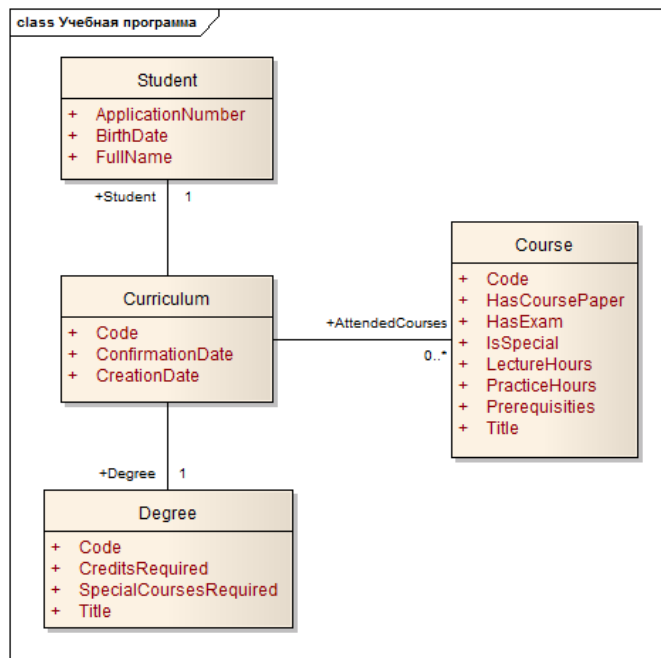 class Учебная программа
Student
+ ApplicationNumber
+ BirthDate
+ FullName
+Student 1
Curriculum
+ Code
+ ConfirmationDate
+ CreationDate
+AttendedCourses
0..*
Course
+ Code
+ HasCoursePaper
+ HasExam
+ IsSpecial
+ LectureHours
+ PracticeHours
+ Prerequisities
+ Title
+Degree 1
Degree
+ Code
+ CreditsRequired
+ SpecialCoursesRequired
+ Title